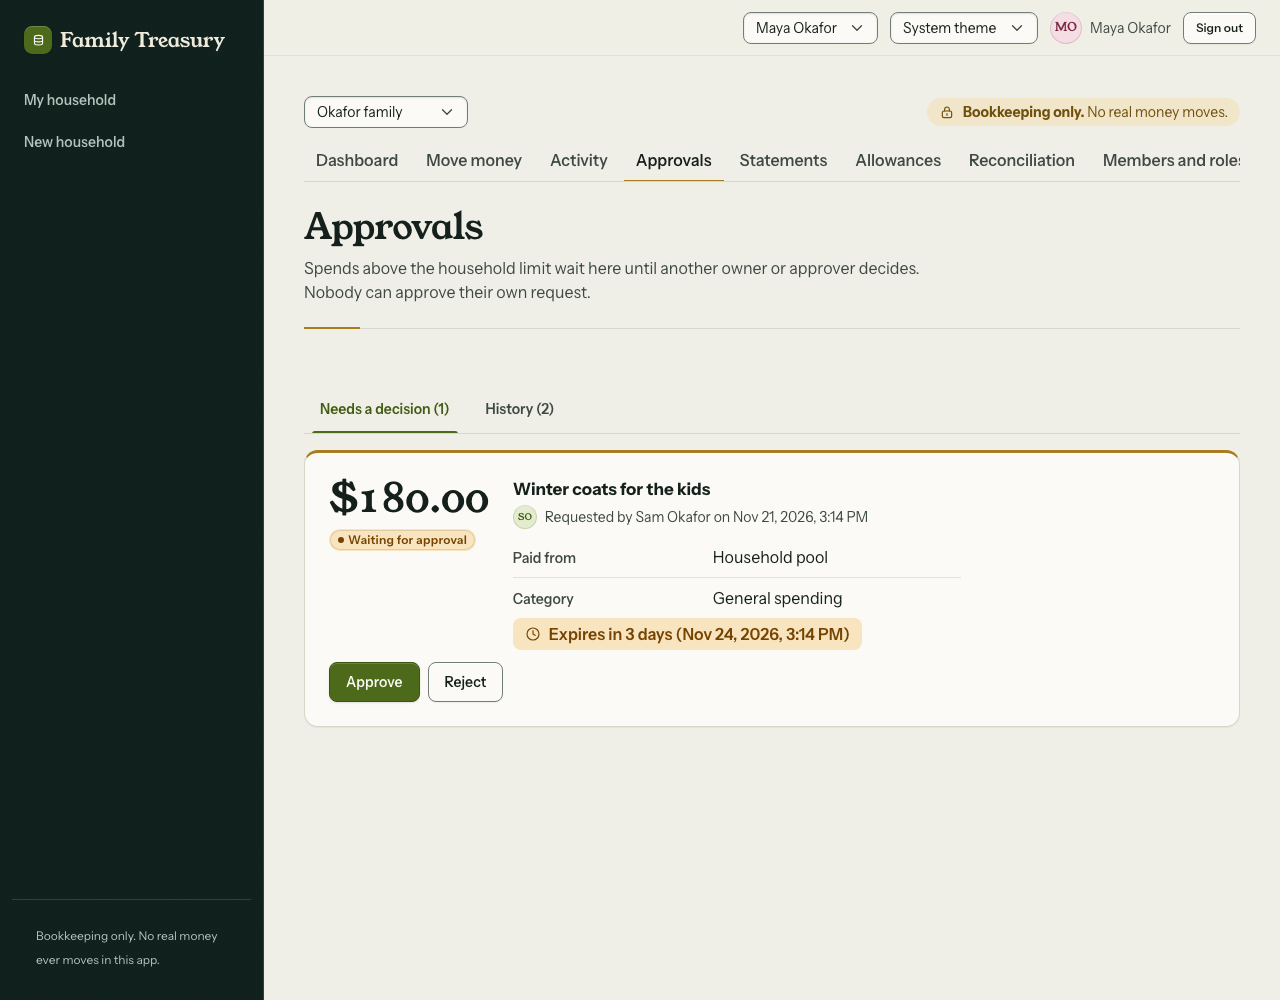 Family Treasury
My household
New household
Bookkeeping only. No real money
ever moves in this app.
Maya Okafor
System theme
MO
Maya Okafor
Sign out
Okafor family
Bookkeeping only. No real money moves.
Dashboard
Move money
Activity
Approvals
Statements
Allowances
Reconciliation
Members and roles
Approvals
Spends above the household limit wait here until another owner or approver decides.
Nobody can approve their own request.
Needs a decision (1)
History (2)
$180.00
Waiting for approval
Winter coats for the kids
SO
Requested by Sam Okafor on Nov 21, 2026, 3:14 PM
Paid from
Household pool
Category
General spending
Expires in 3 days (Nov 24, 2026, 3:14 PM)
Approve
Reject